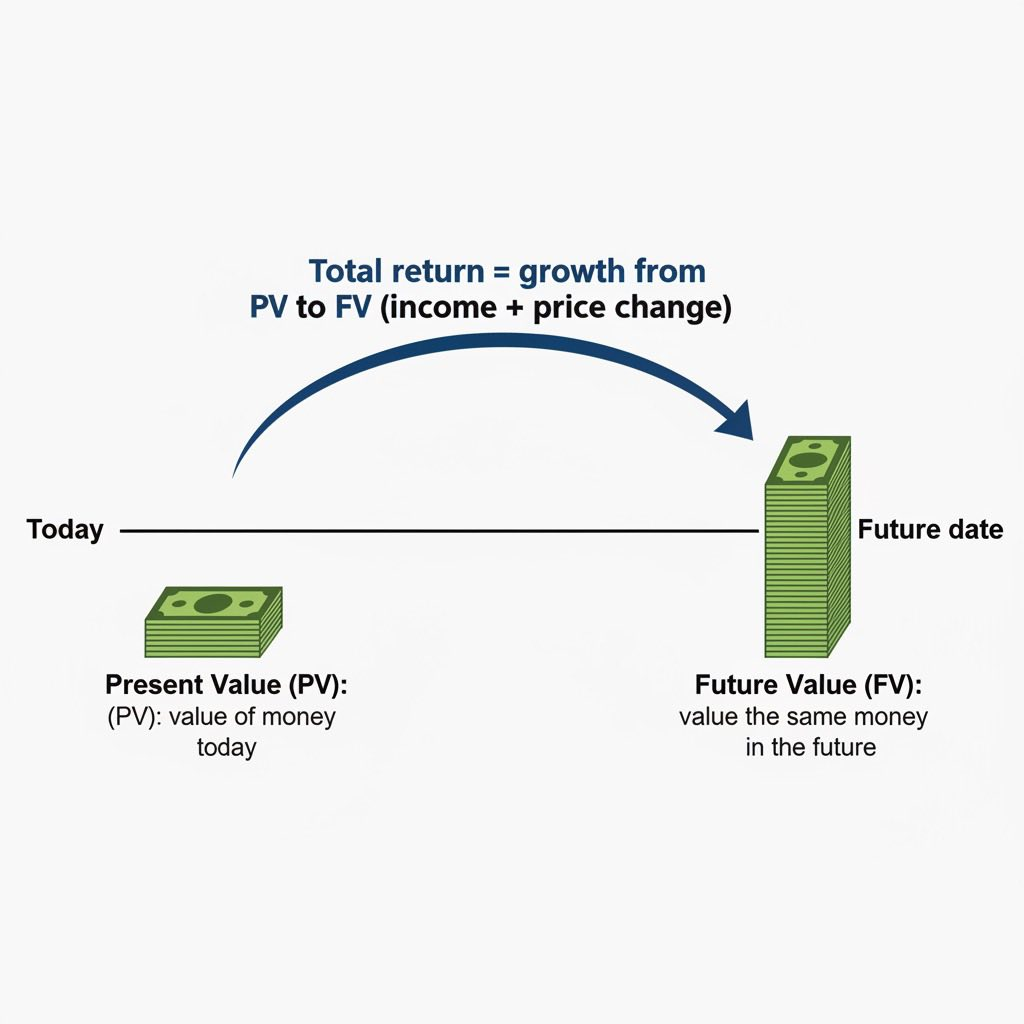 Total return = growth from
PV to FV (income + price change)
Today
Future date
Present Value (PV):
(PV): value of money
today
Future Value (FV):
value the same money
in the future